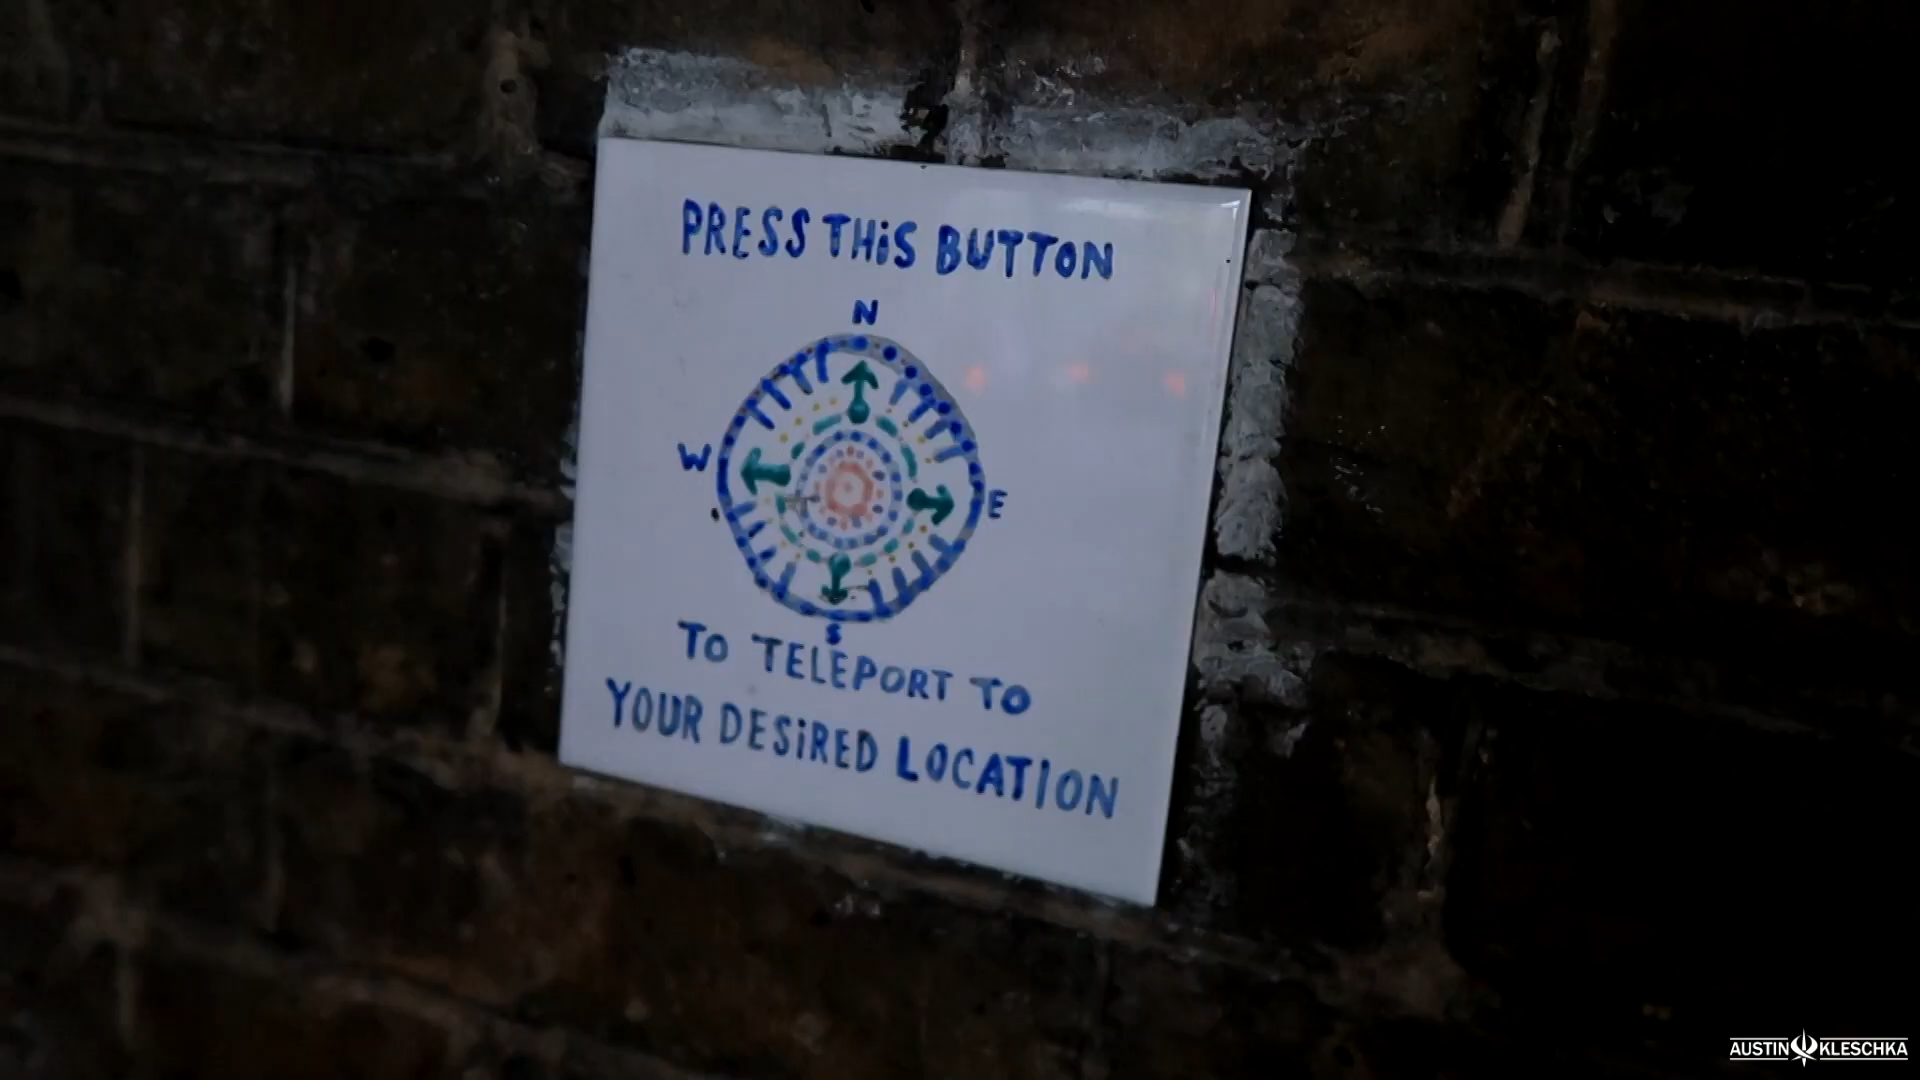 PRESS THiS BUTTON
N
W
E
S
TO TELEPORT TO
YOUR DESiRED LOCATION
AUSTIN KLESCHKA